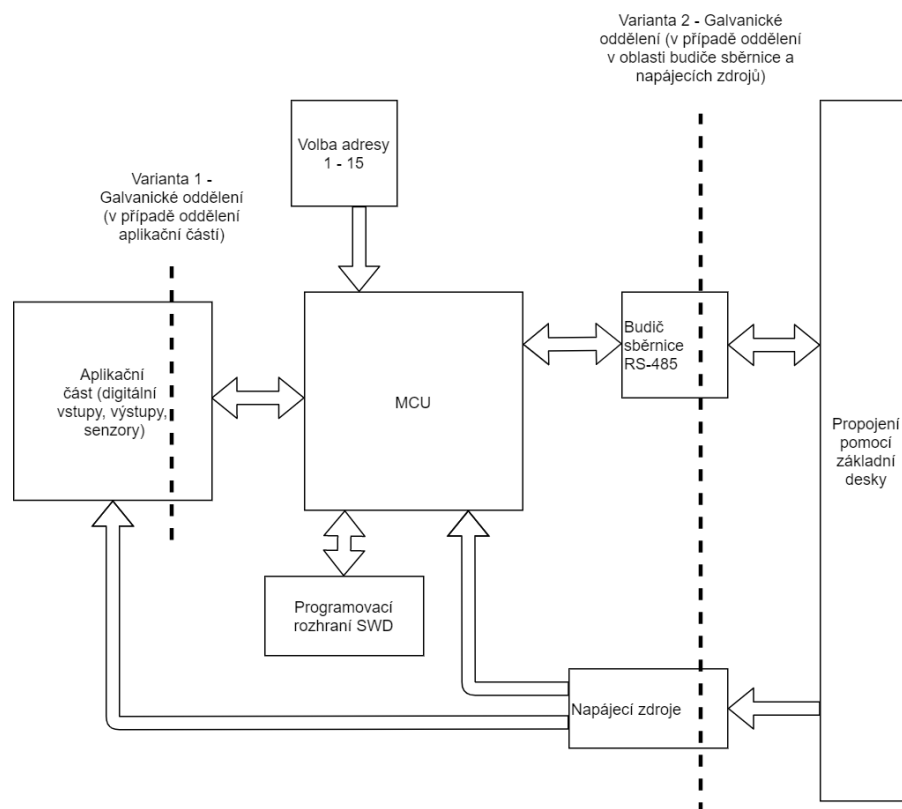 Varianta 2 - Galvanické
oddělení (v případě oddělení
v oblasti budiče sběrnice a
napájecích zdrojů)
Volba adresy
1 - 15
Varianta 1 -
Galvanické oddělení
(v případě oddělení
aplikační částí)
Aplikační
část (digitální
vstupy, výstupy,
senzory)
MCU
Budič
sběrnice
RS-485
Propojení
pomocí
základní
desky
Programovací
rozhraní SWD
Napájecí zdroje